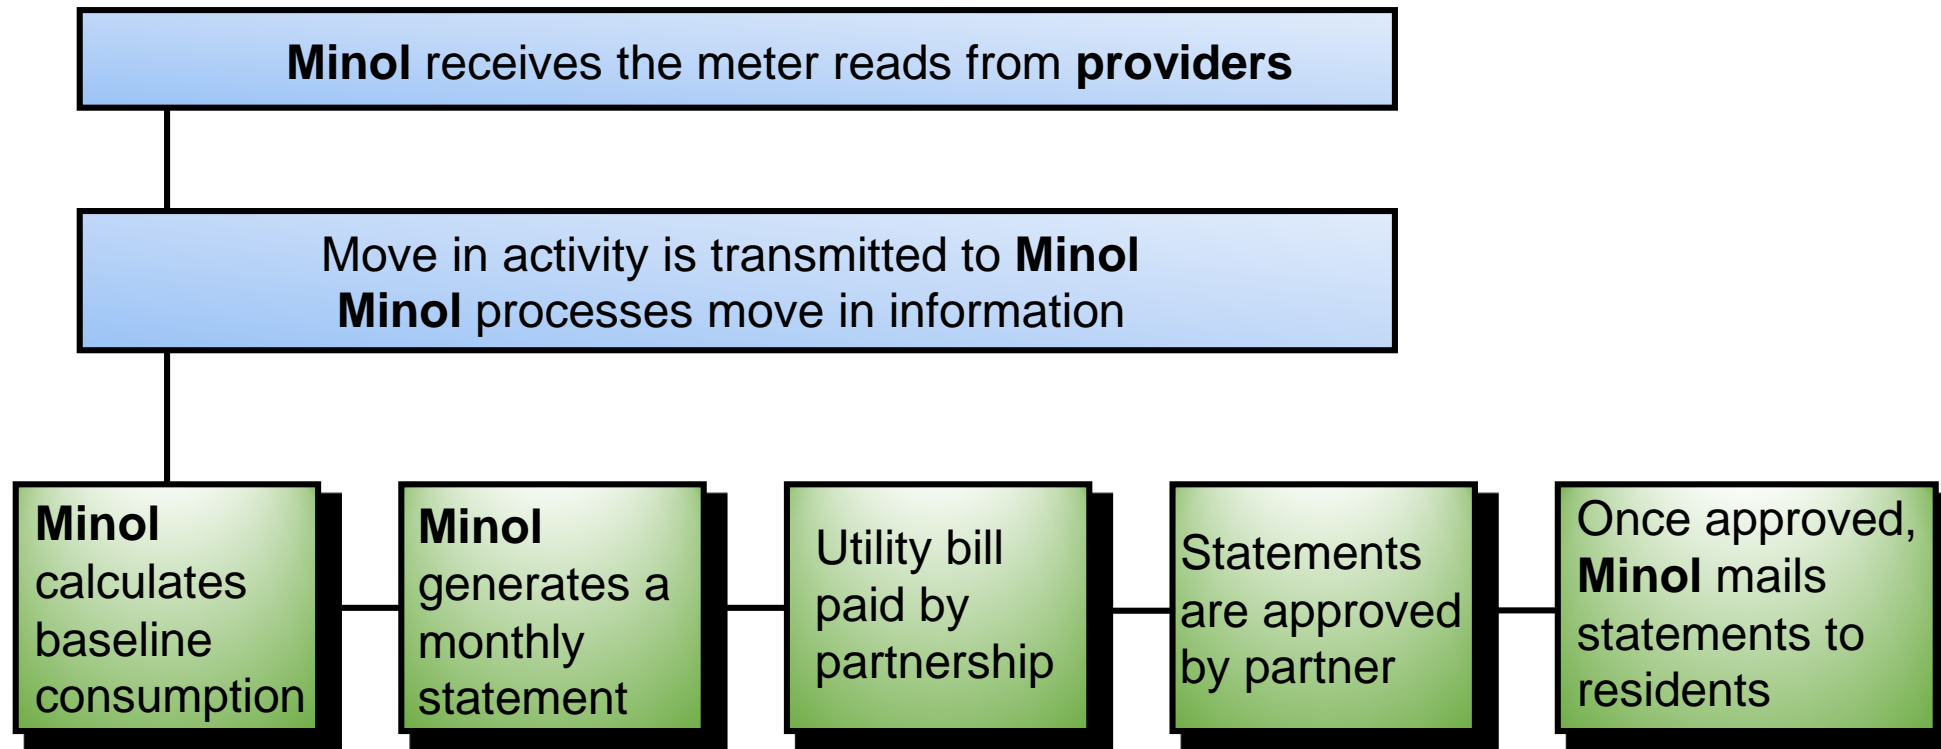 Minol receives the meter reads from providers
Move in activity is transmitted to Minol
Minol processes move in information
Minol
calculates
baseline
consumption
Minol
generates a
monthly
statement
Utility bill
paid by
partnership
Statements
are approved
by partner
Once approved,
Minol mails
statements to
residents